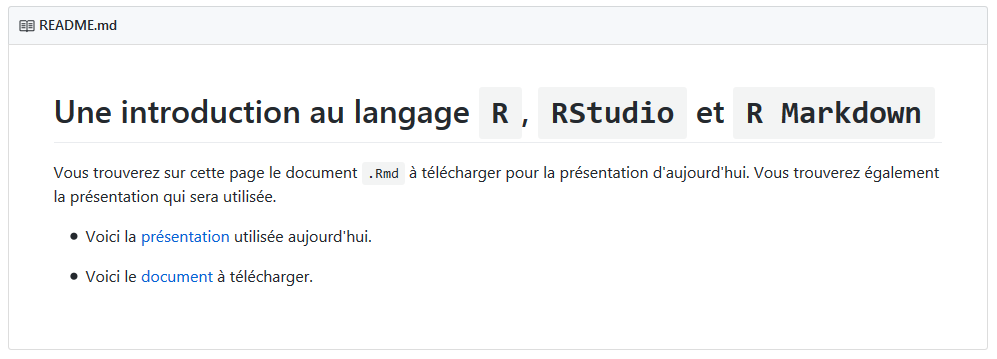 README.md
Une introduction au langage R, RStudio et R Markdown
Vous trouverez sur cette page le document .Rmd à télécharger pour la présentation d'aujourd'hui. Vous trouverez également
la présentation qui sera utilisée.
• Voici la présentation utilisée aujourd'hui.
• Voici le document à télécharger.